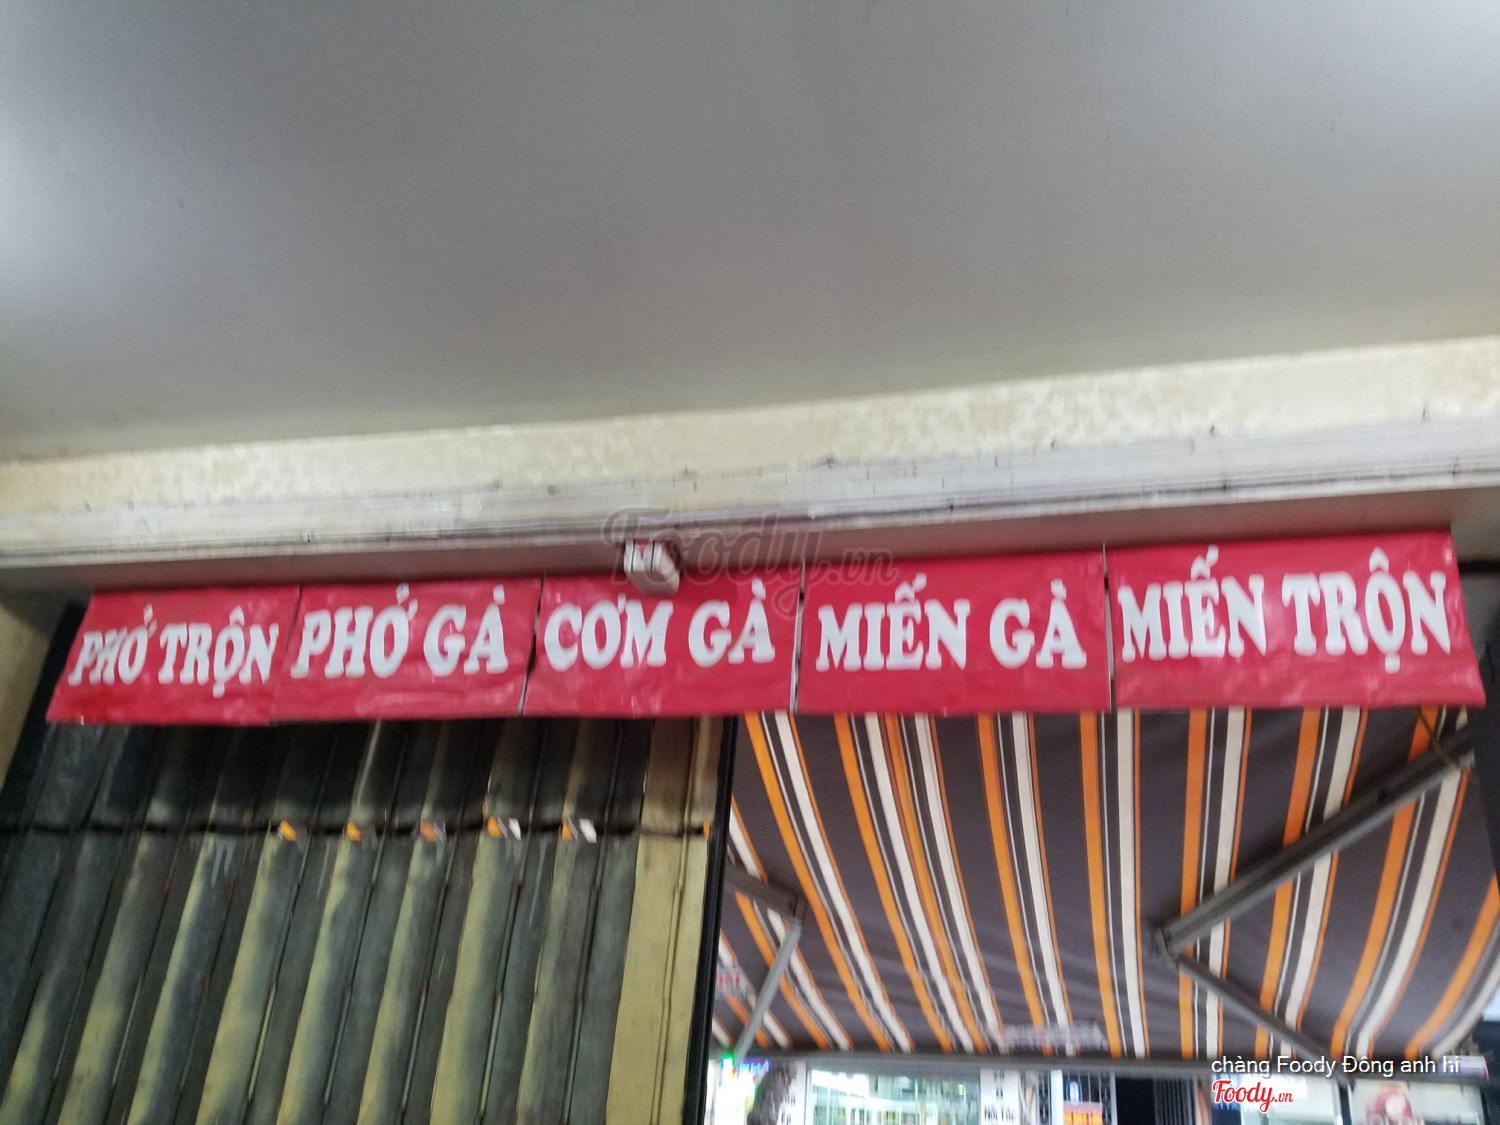 Foody.vn
PHỞ TRỘN PHỞ GÀ CƠM GÀ MIẾN GÀ MIẾN TRỘN
chàng Foody Đông anh hi
Foody.vn